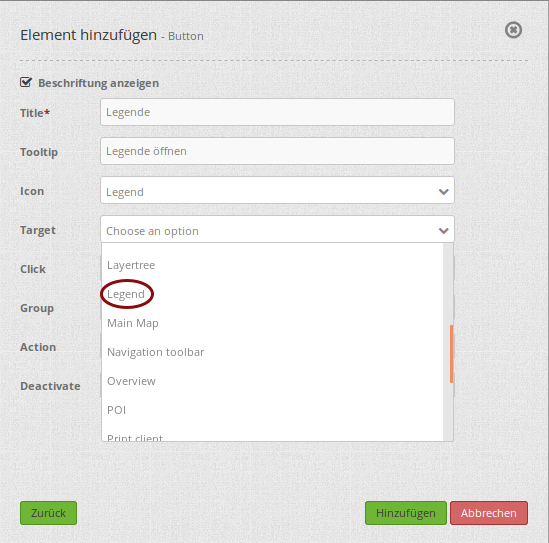 Element hinzufügen - Button
Beschriftung anzeigen
Title* Legende
Tooltip Legende öffnen
Icon Legend
Target Choose an option
Layertree
Click
Legend
Group
Main Map
Action
Navigation toolbar
Overview
Deactivate
POI
Print client
Zurück Hinzufügen Abbrechen